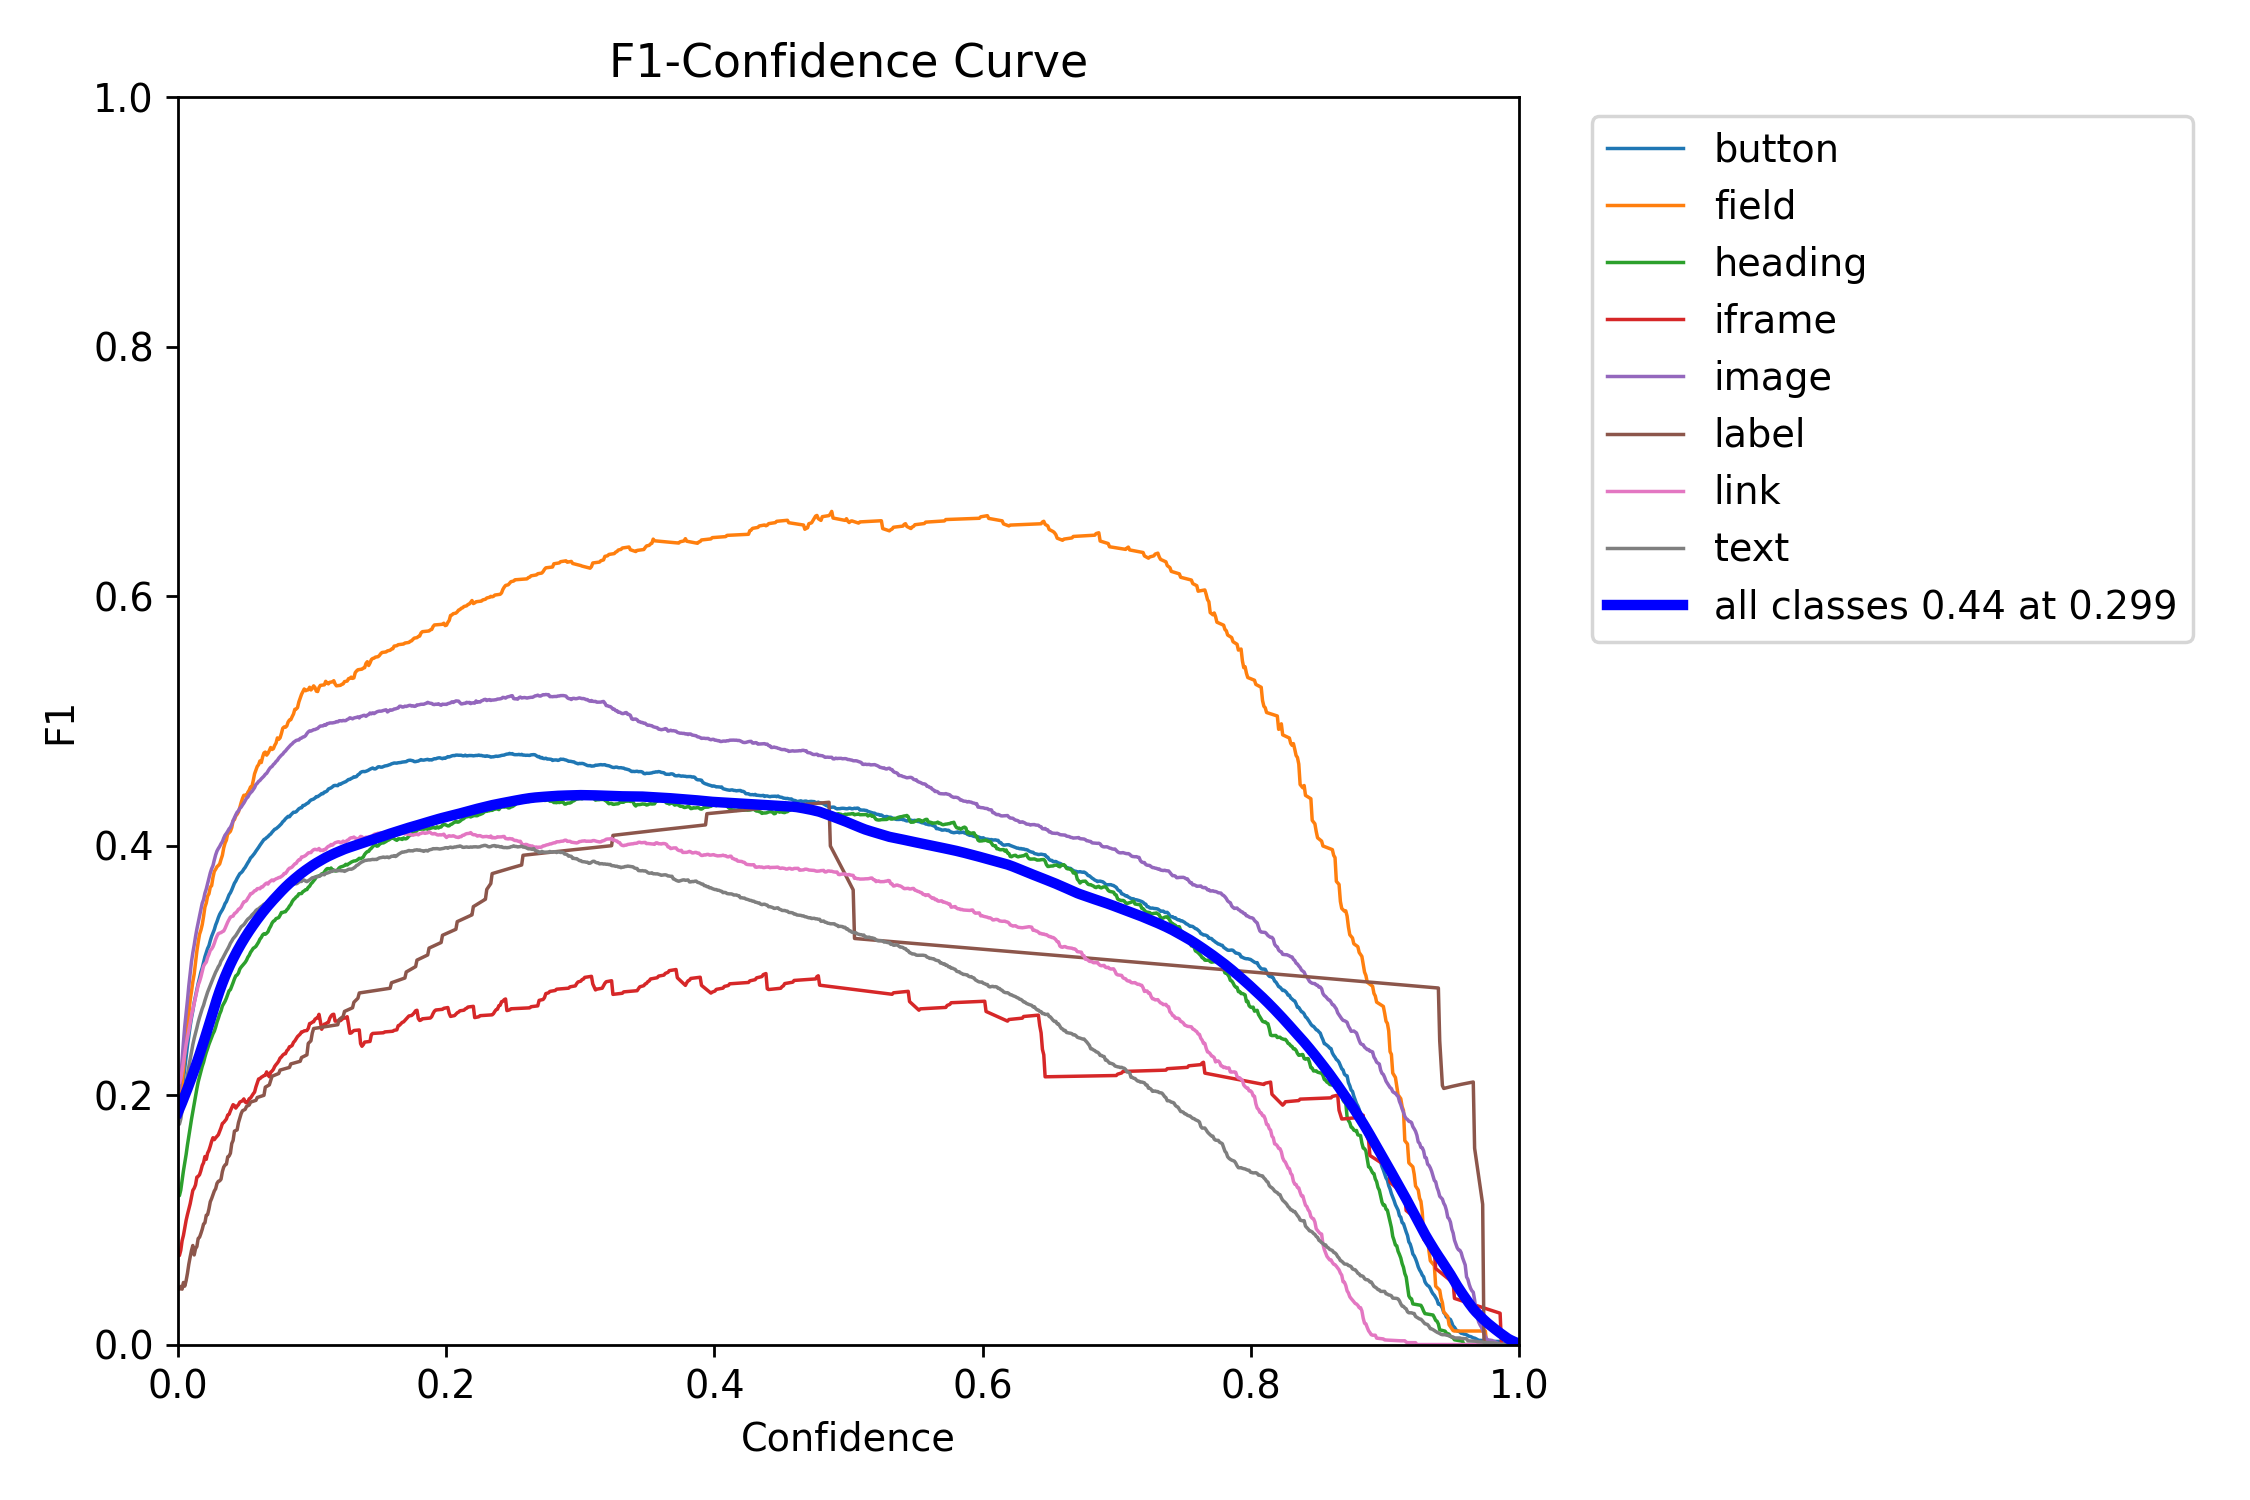 F1-Confidence Curve
1.0
0.8
0.6
0.4
0.2
0.0
F1
0.0 0.2 0.4 0.6 0.8 1.0
Confidence
button
field
heading
iframe
image
label
link
text
all classes 0.44 at 0.299